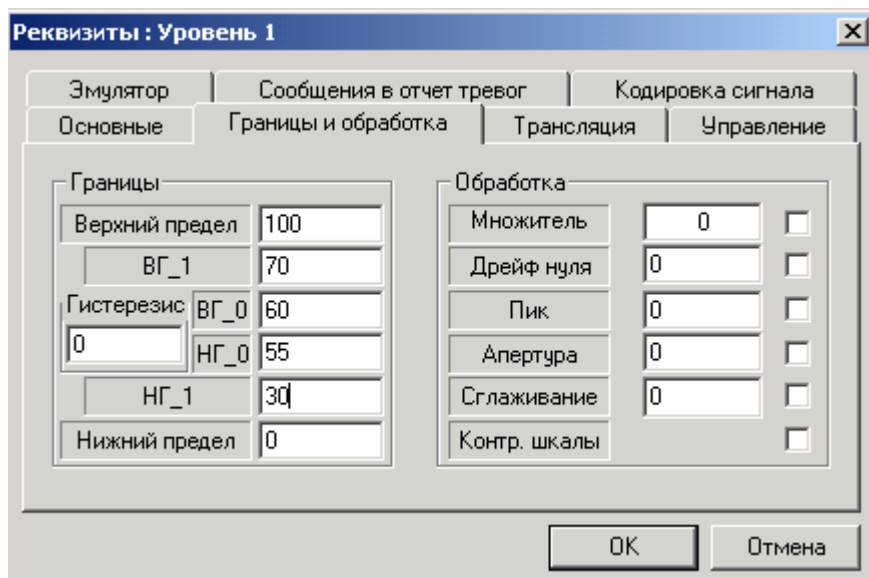 Реквизиты : Уровень 1
Эмулятор Сообщения в отчет тревог Кодировка сигнала
Основные Границы и обработка Трансляция Управление
Границы
Верхний предел 100
ВГ_1 70
Гистерезис ВГ_0 60
0 НГ_0 55
НГ_1 30
Нижний предел 0
Обработка
Множитель 0
Дрейф нуля 0
Пик 0
Апертура 0
Сглаживание 0
Контр. шкалы
OK Отмена